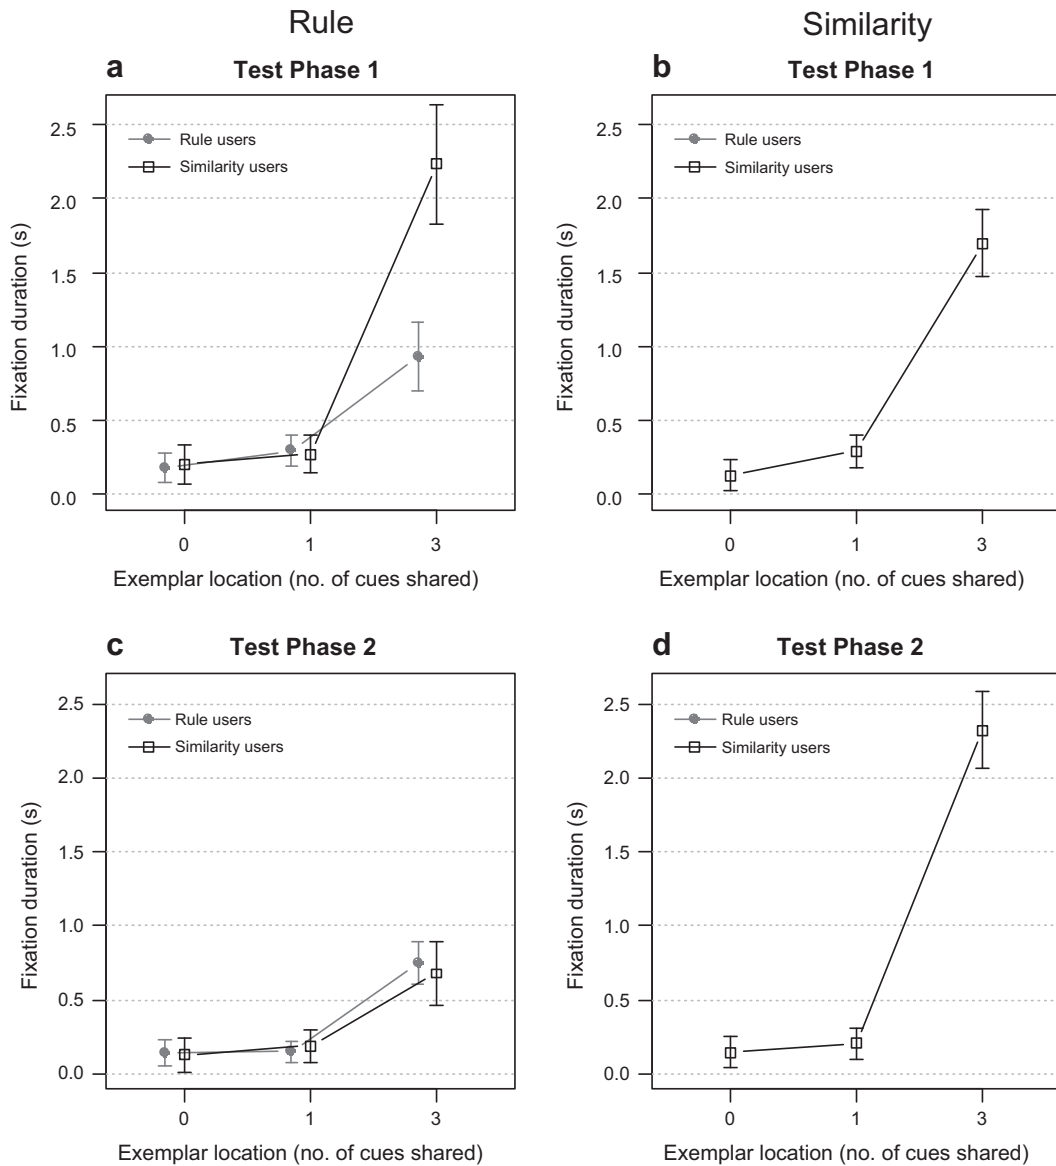 Rule
Similarity
a Test Phase 1
Fixation duration (s)
2.5
2.0
1.5
1.0
0.5
0.0
Rule users
Similarity users
0 1 3
Exemplar location (no. of cues shared)
b Test Phase 1
Fixation duration (s)
2.5
2.0
1.5
1.0
0.5
0.0
Rule users
Similarity users
0 1 3
Exemplar location (no. of cues shared)
c Test Phase 2
Fixation duration (s)
2.5
2.0
1.5
1.0
0.5
0.0
Rule users
Similarity users
0 1 3
Exemplar location (no. of cues shared)
d Test Phase 2
Fixation duration (s)
2.5
2.0
1.5
1.0
0.5
0.0
Rule users
Similarity users
0 1 3
Exemplar location (no. of cues shared)